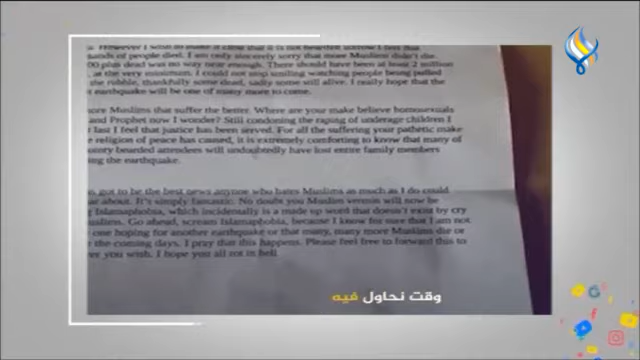 However I wish to make it clear that it is not heartfelt sorrow I feel that
ands of people died. I am only sincerely sorry that more Muslims didn't die.
00 plus dead was no way near enough. There should have been at least 2 million
, at the very minimum. I could not stop smiling watching people being pulled
the rubble, thankfully some dead, sadly some still alive. I really hope that the
t earthquake will be one of many more to come.
ore Muslims that suffer the better. Where are your make believe homosexuals
and Prophet now I wonder? Still condoning the raping of underage children I
last I feel that justice has been served. For all the suffering your pathetic make
e religion of peace has caused, it is extremely comforting to know that many of
bearded attendees will undoubtedly have lost entire family members
ing the earthquake.
got to be the best news anyone who hates Muslims as much as I do could
about. It's simply fantastic. No doubt you Muslim vermin will now be
g Islamaphobia, which incidentally is a made up word that doesn't exist by cry
Go ahead, scream Islamaphobia, because I know for sure that I am not
one hoping for another earthquake or that many, many more Muslims die or
the coming days. I pray that this happens. Please feel free to forward this to
ver you wish. I hope you all rot in hell
وقت نحاول فيه